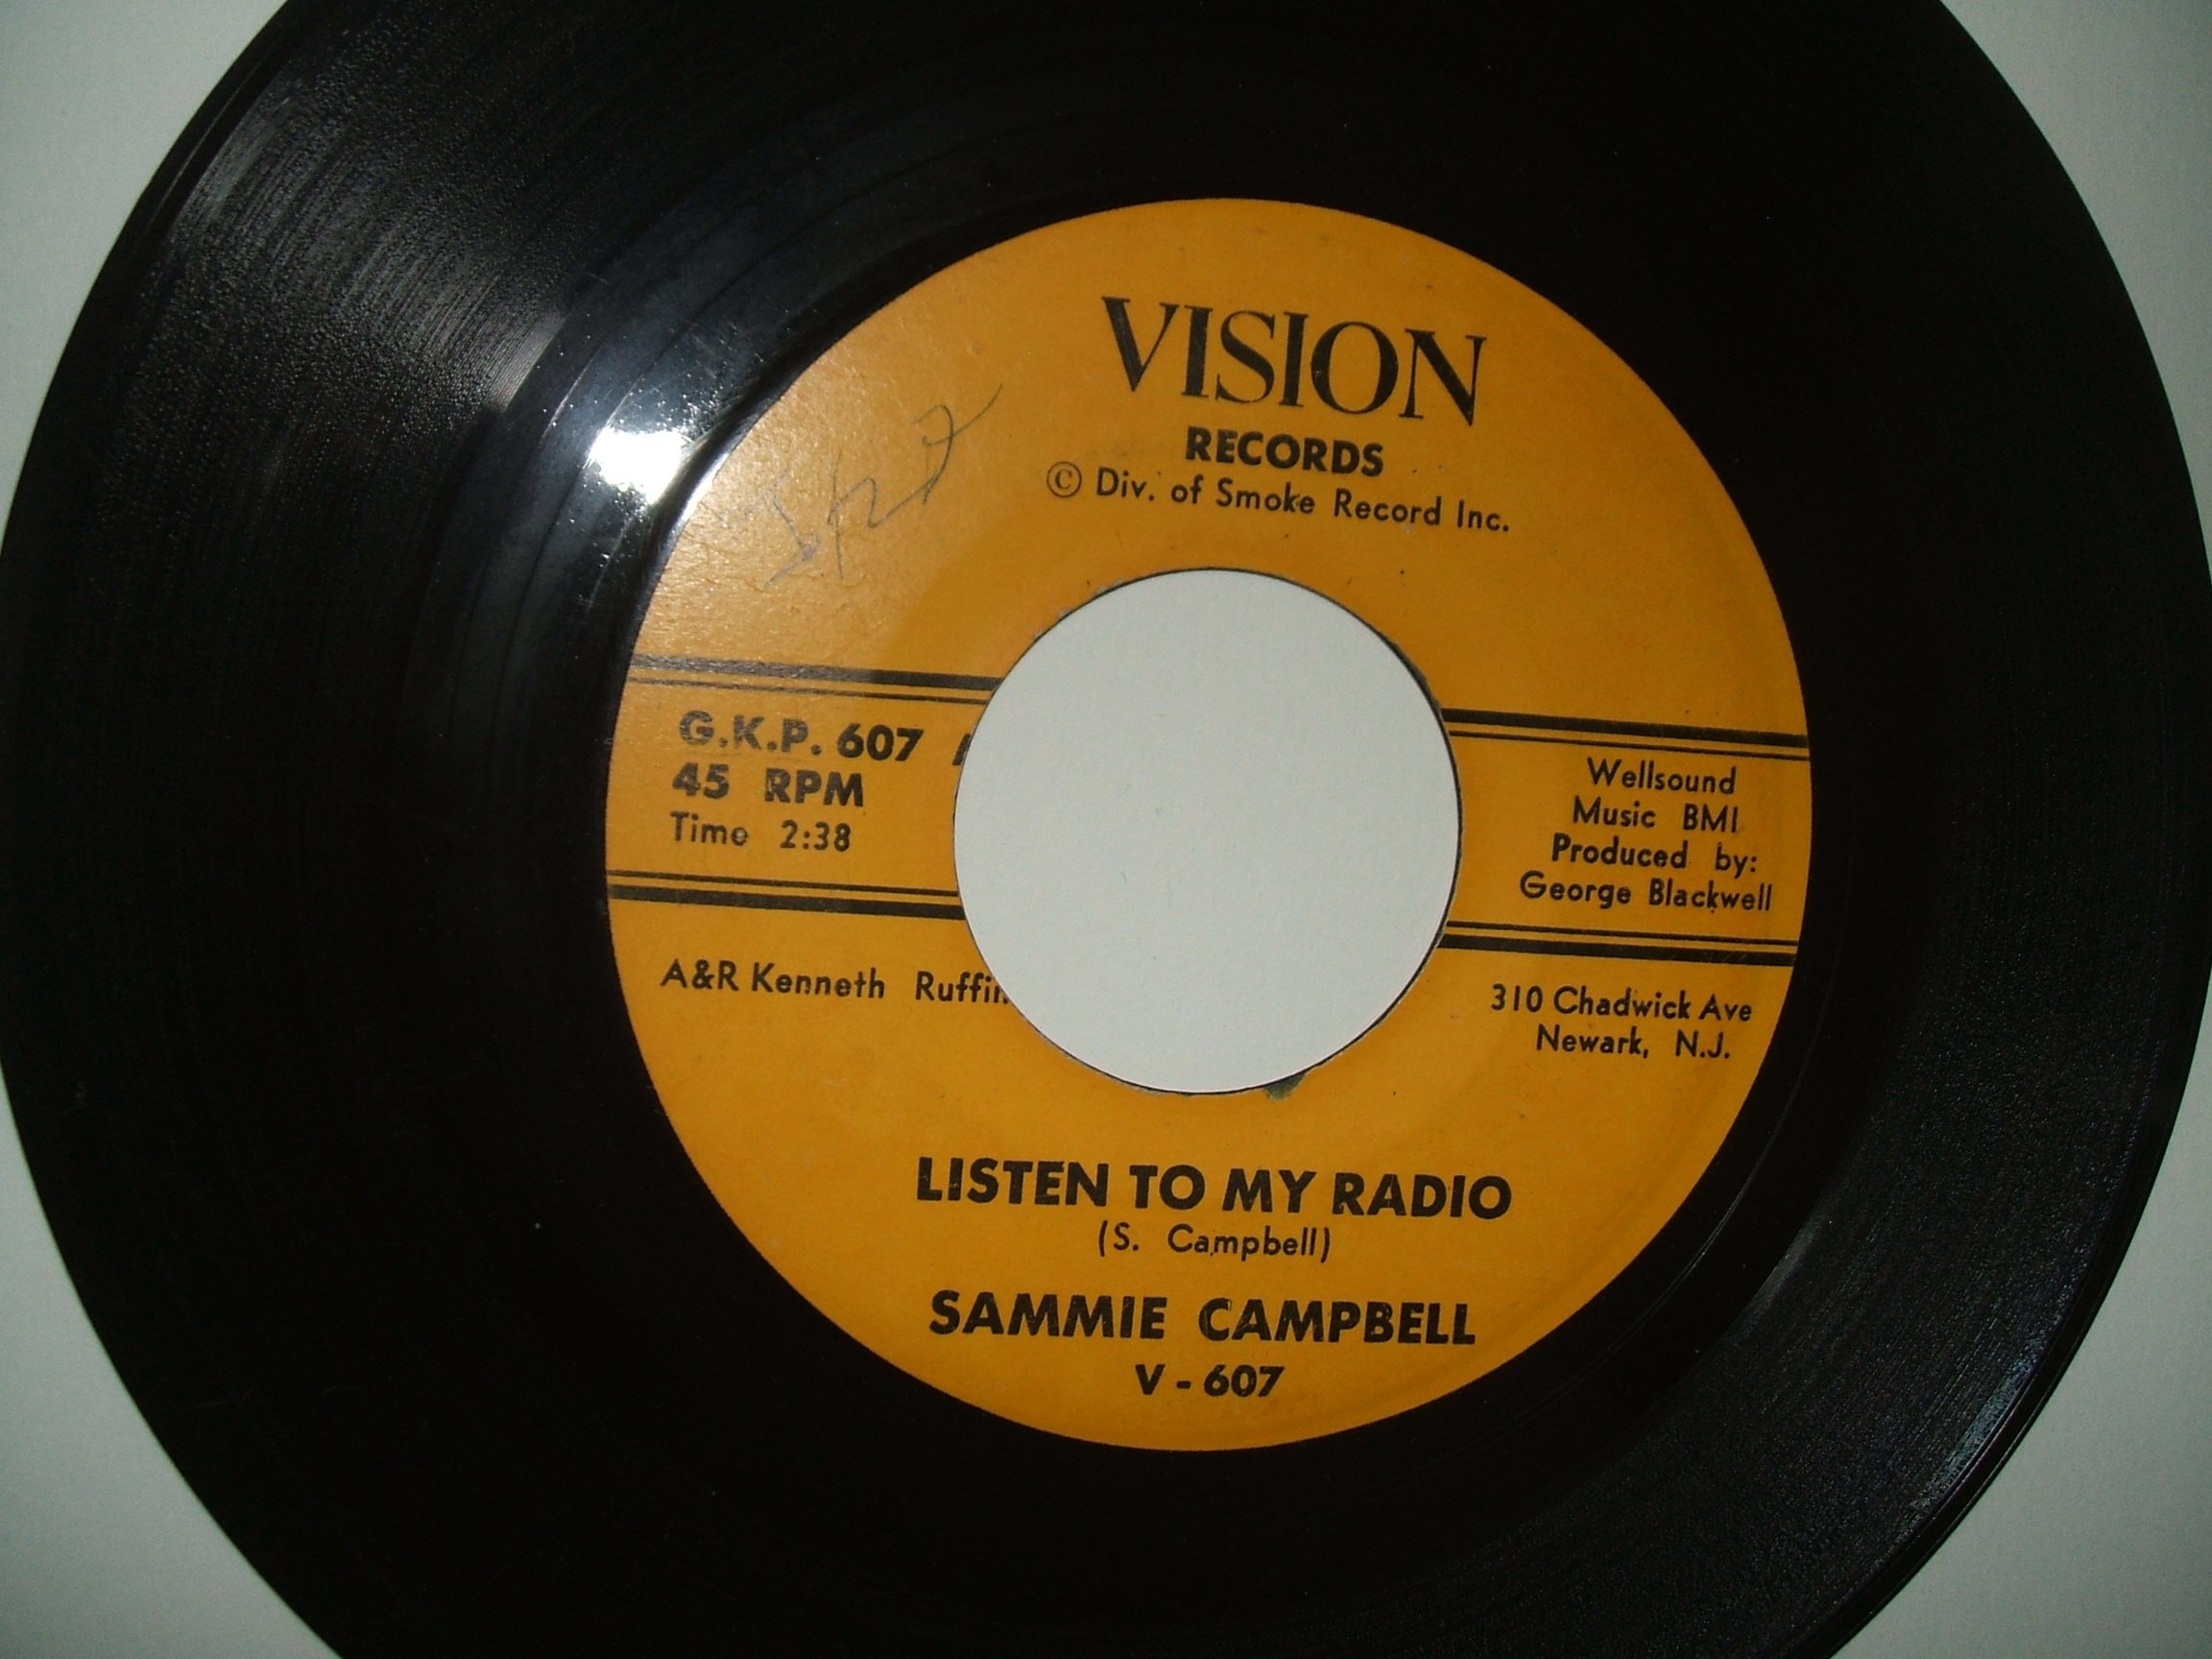 VISION
RECORDS
© Div. of Smoke Record Inc.
G.K.P. 607
45 RPM
Time 2:38
Wellsound
Music BMI
Produced by:
George Blackwell
A&R Kenneth Ruffin
310 Chadwick Ave
Newark, N.J.
LISTEN TO MY RADIO
(S. Campbell)
SAMMIE CAMPBELL
V - 607